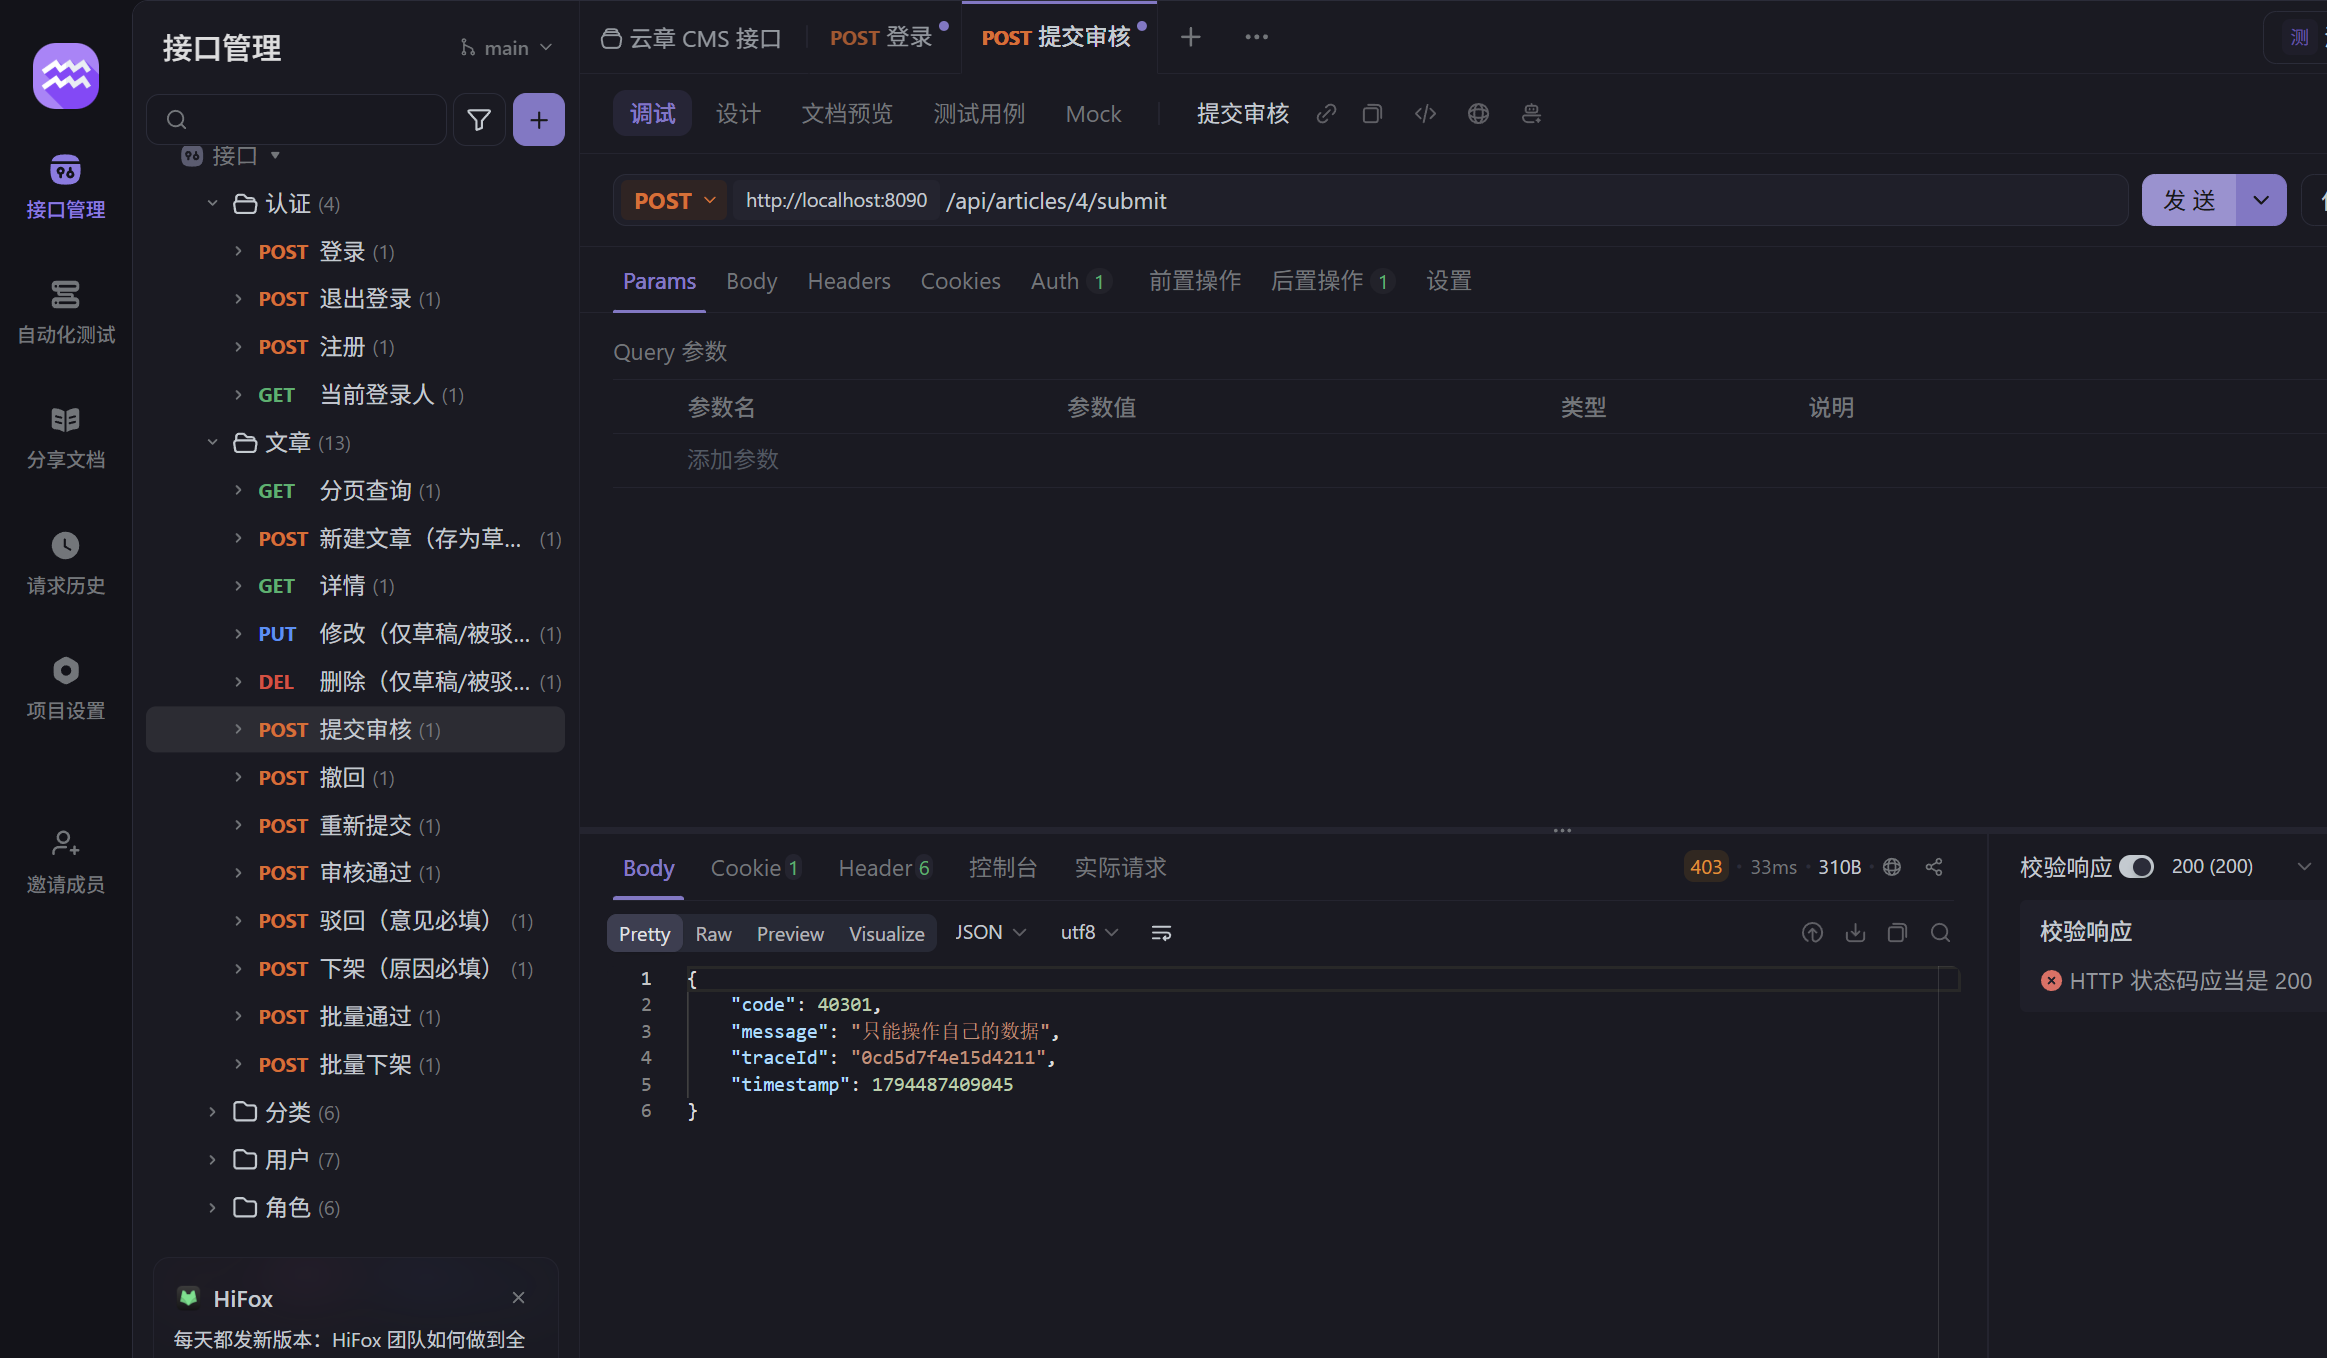 接口管理
自动化测试
分享文档
请求历史
项目设置
邀请成员
接口管理
main
接口
认证 (4)
POST 登录 (1)
POST 退出登录 (1)
POST 注册 (1)
GET 当前登录人 (1)
文章 (13)
GET 分页查询 (1)
POST 新建文章（存为草... (1)
GET 详情 (1)
PUT 修改（仅草稿/被驳... (1)
DEL 删除（仅草稿/被驳... (1)
POST 提交审核 (1)
POST 撤回 (1)
POST 重新提交 (1)
POST 审核通过 (1)
POST 驳回（意见必填） (1)
POST 下架（原因必填） (1)
POST 批量通过 (1)
POST 批量下架 (1)
分类 (6)
用户 (7)
角色 (6)
HiFox
每天都发新版本：HiFox 团队如何做到全
云章 CMS 接口 POST 登录 POST 提交审核
测
调试 设计 文档预览 测试用例 Mock 提交审核
POST http://localhost:8090 /api/articles/4/submit 发 送
Params Body Headers Cookies Auth 1 前置操作 后置操作 1 设置
Query 参数
参数名 参数值 类型 说明
添加参数
Body Cookie 1 Header 6 控制台 实际请求 403 · 33ms · 310B
Pretty Raw Preview Visualize JSON utf8
1 {
2 "code": 40301,
3 "message": "只能操作自己的数据",
4 "traceId": "0cd5d7f4e15d4211",
5 "timestamp": 1794487409045
6 }
校验响应 200 (200)
校验响应
HTTP 状态码应当是 200